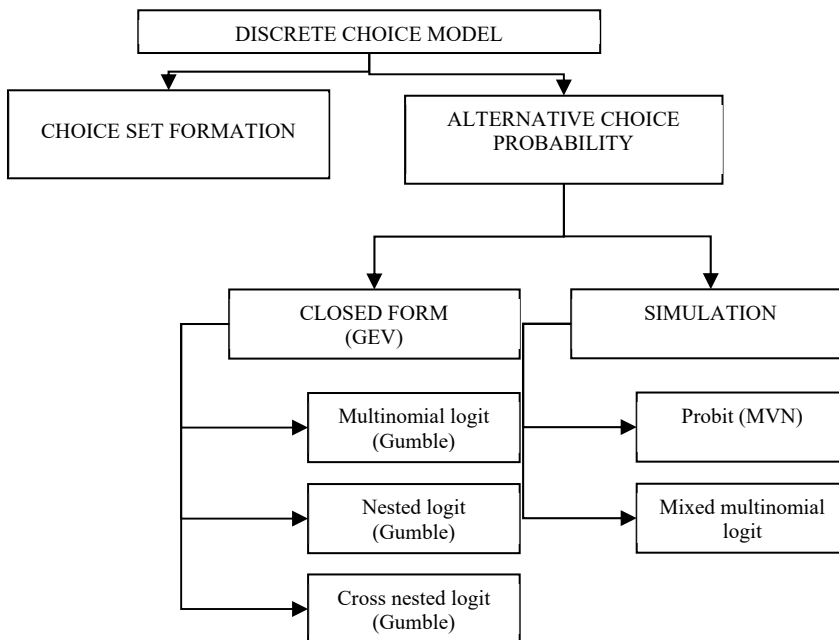 DISCRETE CHOICE MODEL
CHOICE SET FORMATION
ALTERNATIVE CHOICE
PROBABILITY
CLOSED FORM
(GEV)
SIMULATION
Multinomial logit
(Gumble)
Probit (MVN)
Nested logit
(Gumble)
Mixed multinomial
logit
Cross nested logit
(Gumble)